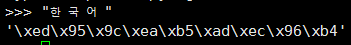 >>> "한 국 어 "
'\xed\x95\x9c\xea\xb5\xad\xec\x96\xb4'